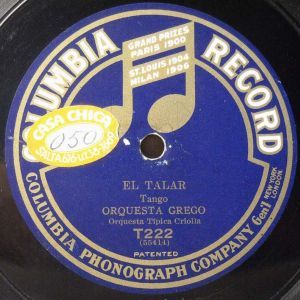 COLUMBIA RECORD
GRAND PRIZES
PARIS 1900
ST. LOUIS 1904
MILAN 1906
CASA CHICA
050
EL TALAR
Tango
ORQUESTA GREGO
Orquesta Tipica Criolla
T222
(55414)
PATENTED
COLUMBIA PHONOGRAPH COMPANY Gen'l
NEW YORK
LONDON